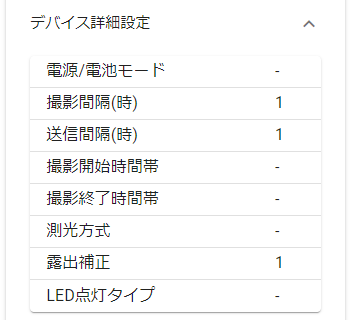 デバイス詳細設定
電源/電池モード -
撮影間隔(時) 1
送信間隔(時) 1
撮影開始時間帯 -
撮影終了時間帯 -
測光方式 -
露出補正 1
LED点灯タイプ -